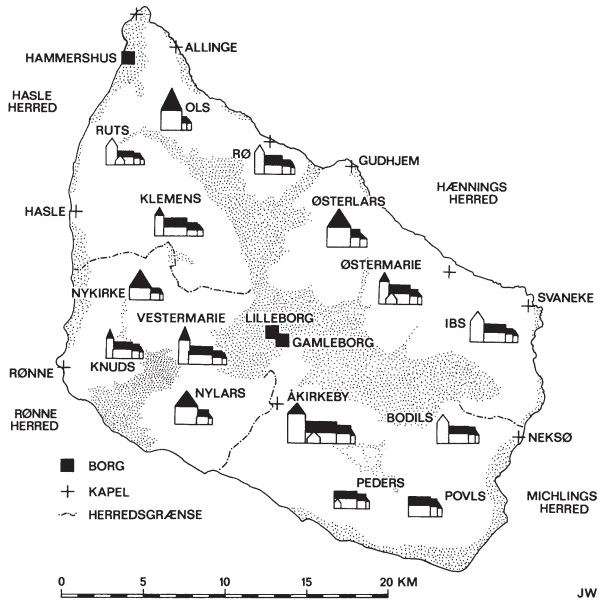 ALLINGE
HAMMERSHUS
HASLE
HERRED
OLS
RUTS
RØ
GUDHJEM
HÆNNINGS
HERRED
KLEMENS
HASLE
ØSTERLARS
ØSTERMARIE
NYKIRKE
SVANEKE
VESTERMARIE
LILLEBORG
IBS
GAMLEBORG
KNUDS
RØNNE
NYLARS
ÅKIRKEBY
RØNNE
HERRED
BODILS
NEKSØ
BORG
KAPEL
HERREDSGRÆNSE
PEDERS
POVLS
MICHLINGS
HERRED
0 5 10 15 20 KM
JW